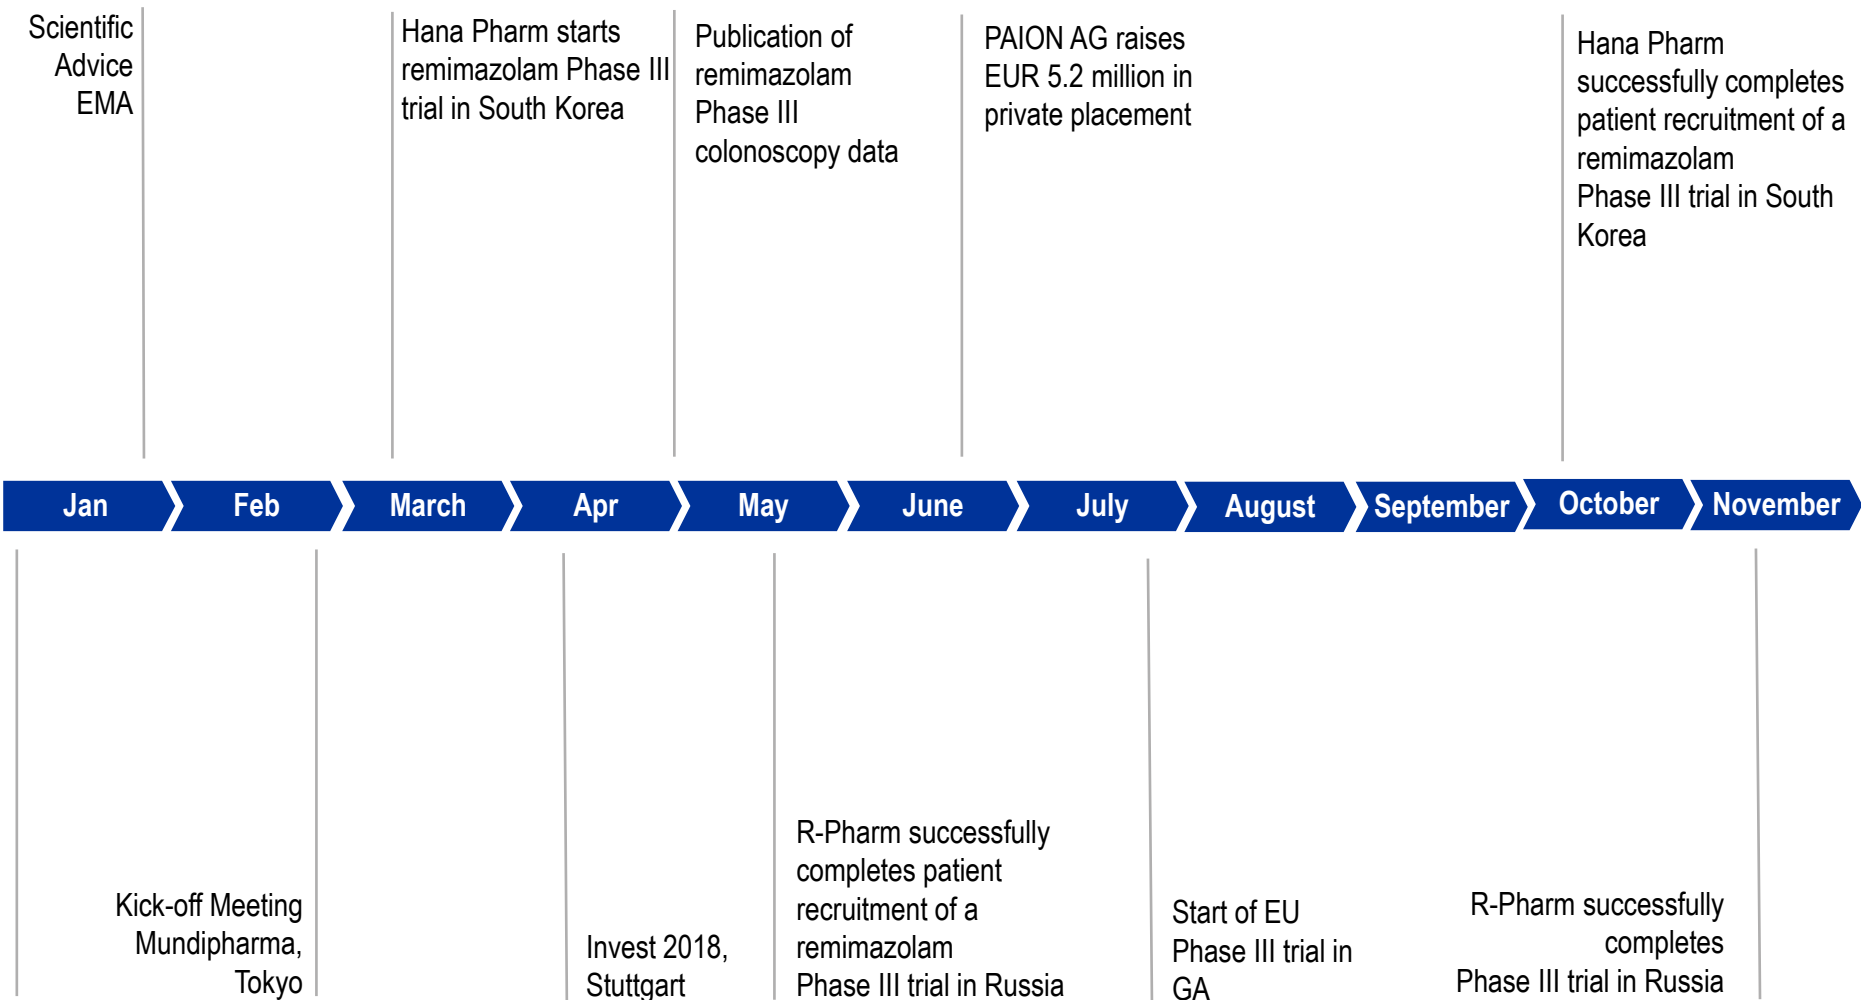 Scientific
Advice
EMA
Hana Pharm starts
remimazolam Phase III
trial in South Korea
Publication of
remimazolam
Phase III
colonoscopy data
PAION AG raises
EUR 5.2 million in
private placement
Hana Pharm
successfully completes
patient recruitment of a
remimazolam
Phase III trial in South
Korea
Jan
Feb
March
Apr
May
June
July
August
September
October
November
Kick-off Meeting
Mundipharma,
Tokyo
Invest 2018,
Stuttgart
R-Pharm successfully
completes patient
recruitment of a
remimazolam
Phase III trial in Russia
Start of EU
Phase III trial in
GA
R-Pharm successfully
completes
Phase III trial in Russia